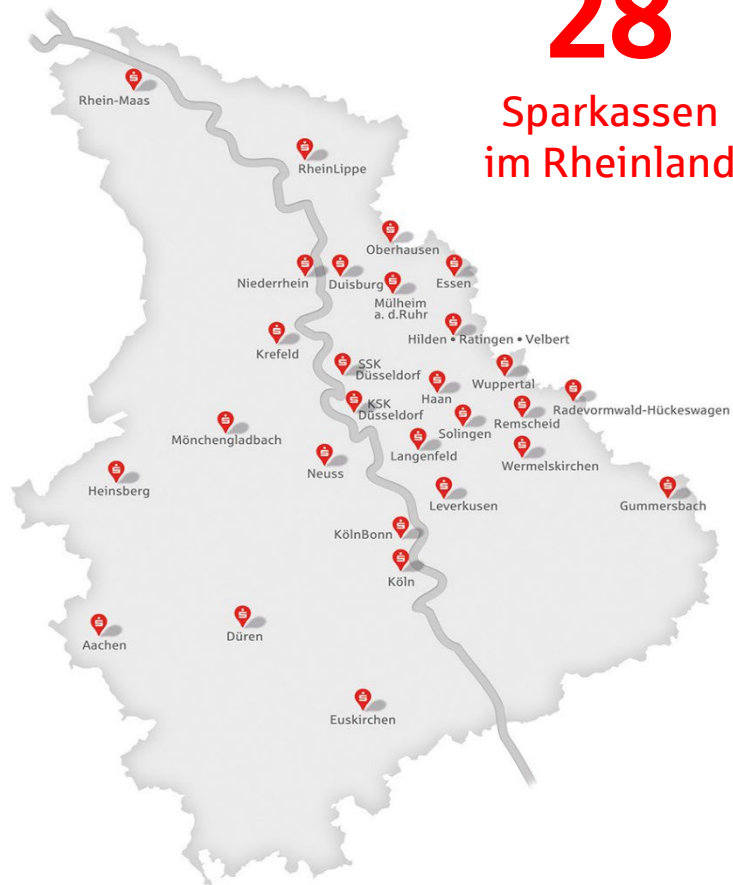 28
Sparkassen
im Rheinland
Rhein-Maas
RheinLippe
Oberhausen
Niederrhein
Duisburg
Essen
Mülheim
a. d.Ruhr
Hilden • Ratingen • Velbert
Krefeld
SSK
Düsseldorf
Wuppertal
Haan
KSK
Düsseldorf
Radevormwald-Hückeswagen
Remscheid
Solingen
Mönchengladbach
Langenfeld
Wermelskirchen
Neuss
Heinsberg
Leverkusen
Gummersbach
KölnBonn
Köln
Düren
Aachen
Euskirchen